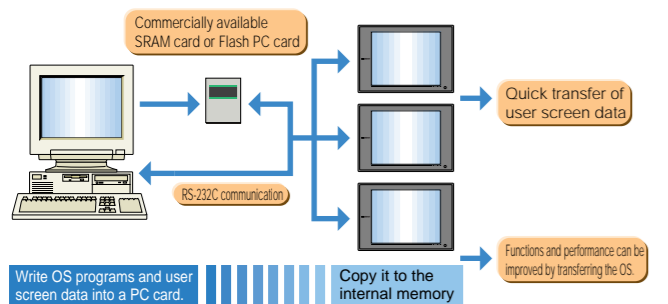 Commercially available
SRAM card or Flash PC card
Quick transfer of
user screen data
RS-232C communication
Functions and performance can be
improved by transferring the OS.
Write OS programs and user
screen data into a PC card.
Copy it to the
internal memory